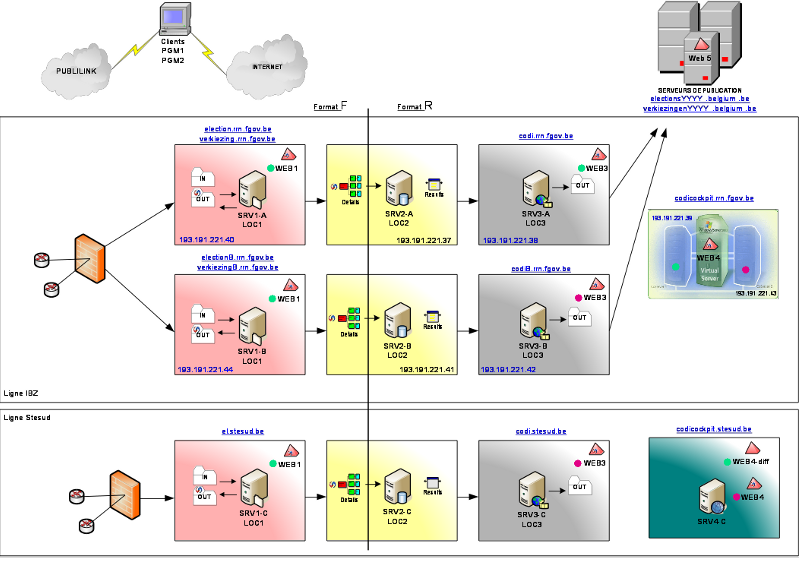 Clients
PGM1
PGM2
PUBLILINK
INTERNET
Web 5
SERVEURS DE PUBLICATION
electionsYYYY .belgium .be
verkiezingenYYYY .belgium .be
Format F
Format R
election.rrn.fgov.be
verkiezing.rrn.fgov.be
WEB1
IN
OUT
SRV1-A
LOC1
193.191.221.40
S
Details
SRV2-A
LOC2
Results
193.191.221.37
codi.rrn.fgov.be
WEB3
OUT
SRV3-A
LOC3
193.191.221.38
codicockpit.rrn.fgov.be
193.191.221.39
WEB4
Virtual
Server
193.191.221.43
electionB.rrn.fgov.be
verkiezingB.rrn.fgov.be
WEB1
IN
S
OUT
SRV1-B
LOC1
193.191.221.44
S
Details
SRV2-B
LOC2
Results
193.191.221.41
codiB.rrn.fgov.be
WEB3
OUT
SRV3-B
LOC3
193.191.221.42
Ligne IBZ
Ligne Stesud
el.stesud.be
WEB1
IN
S
OUT
SRV1-C
LOC1
S
Details
SRV2-C
LOC2
Results
codi.stesud.be
WEB3
OUT
SRV3-C
LOC3
codicockpit.stesud.be
WEB4-diff
WEB4
SRV4-C